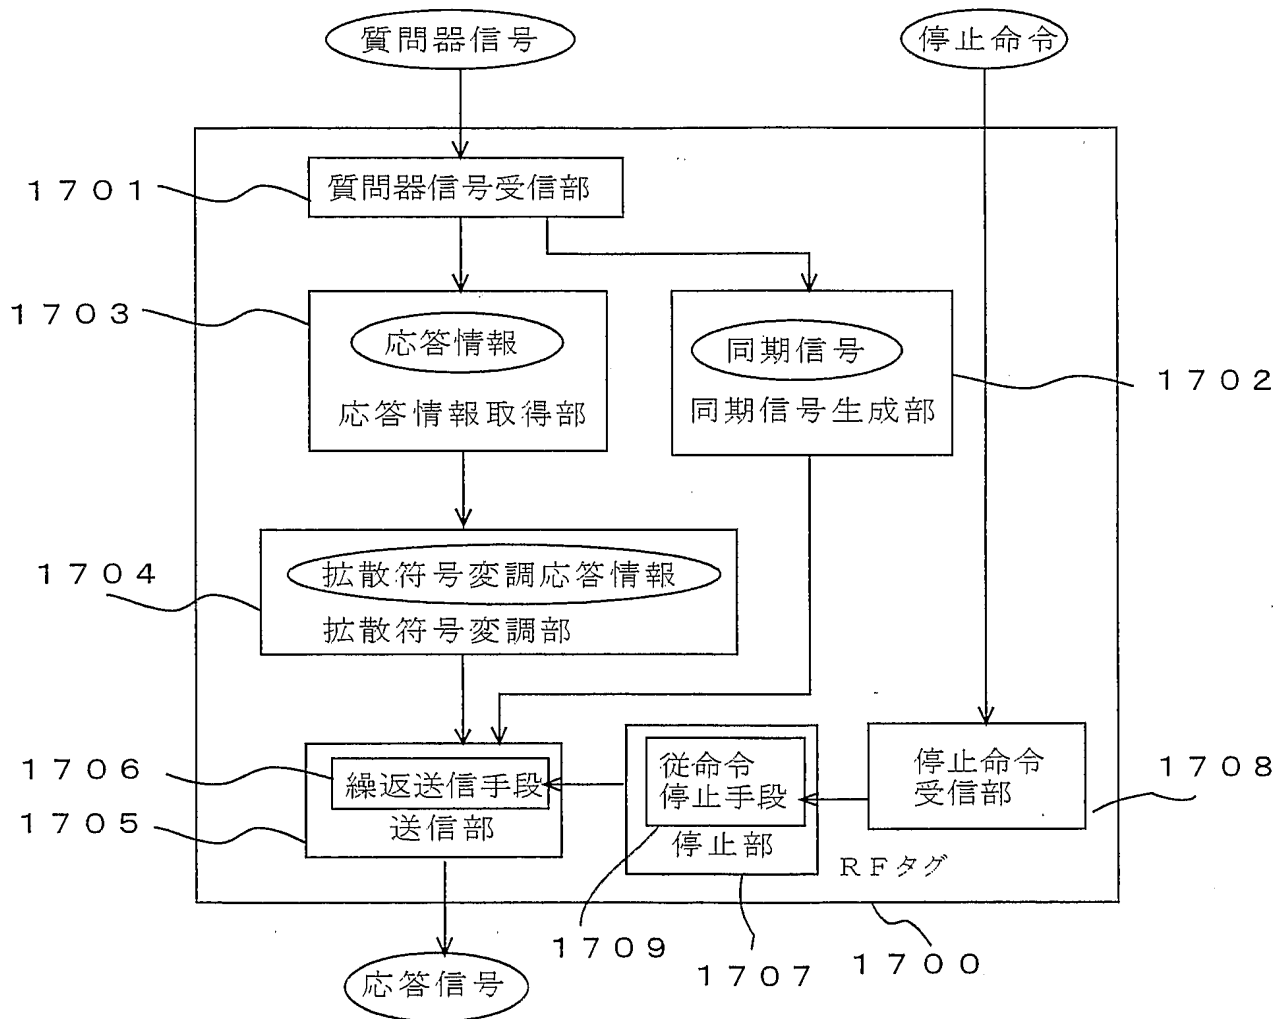 質問器信号
停止命令
1701
質問器信号受信部
1703
応答情報
応答情報取得部
同期信号
同期信号生成部
1702
1704
拡散符号変調応答情報
拡散符号変調部
1706
繰返送信手段
1705
送信部
従命令
停止手段
停止部
停止命令
受信部
1708
RFタグ
1709
1707
1700
応答信号